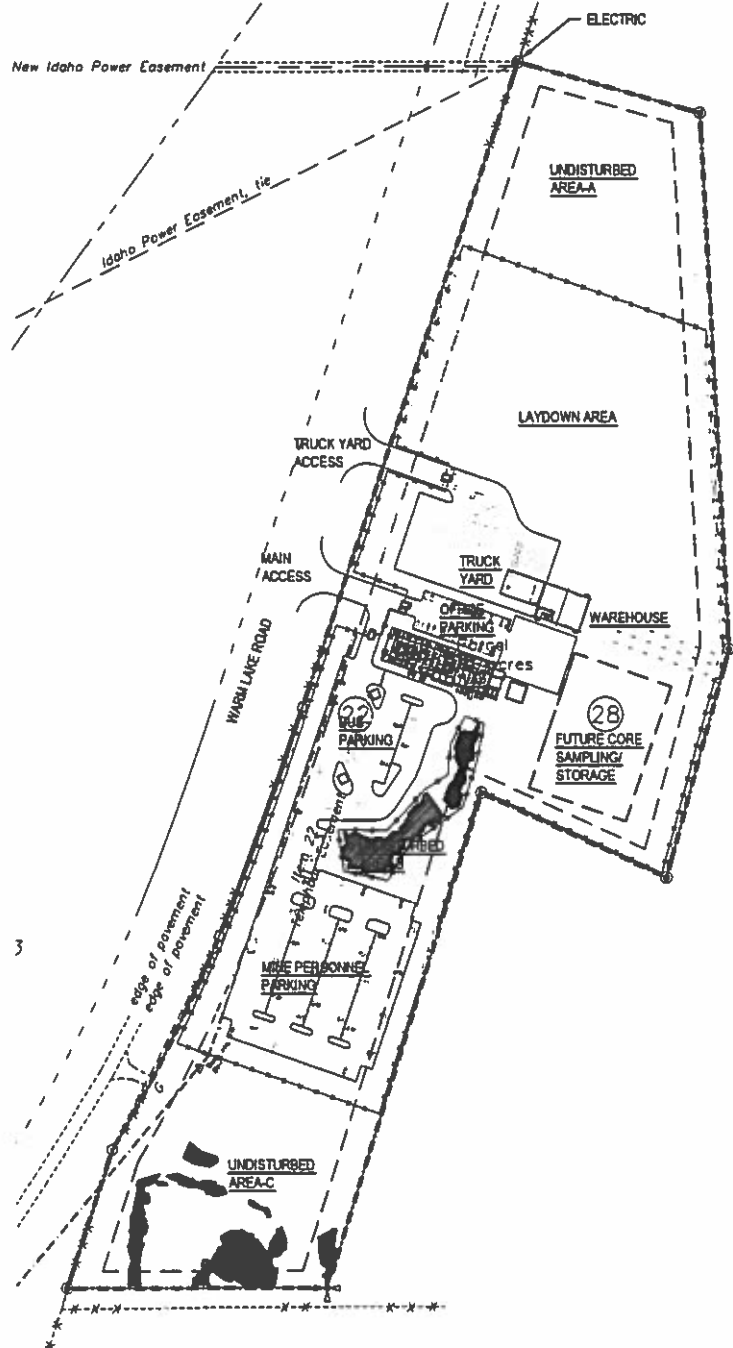 ELECTRIC
New Idaho Power Easement
UNDISTURBED
AREA-A
Idaho Power Easement, tie
LAYDOWN AREA
TRUCK YARD
ACCESS
MAIN
ACCESS
TRUCK
YARD
OFFICE
PARKING
WAREHOUSE
WARM LAKE ROAD
22
BUS
PARKING
28
FUTURE CORE
SAMPLING/
STORAGE
Item 22
edge of pavement
edge of pavement
3
MINE PERSONNEL
PARKING
UNDISTURBED
AREA-C